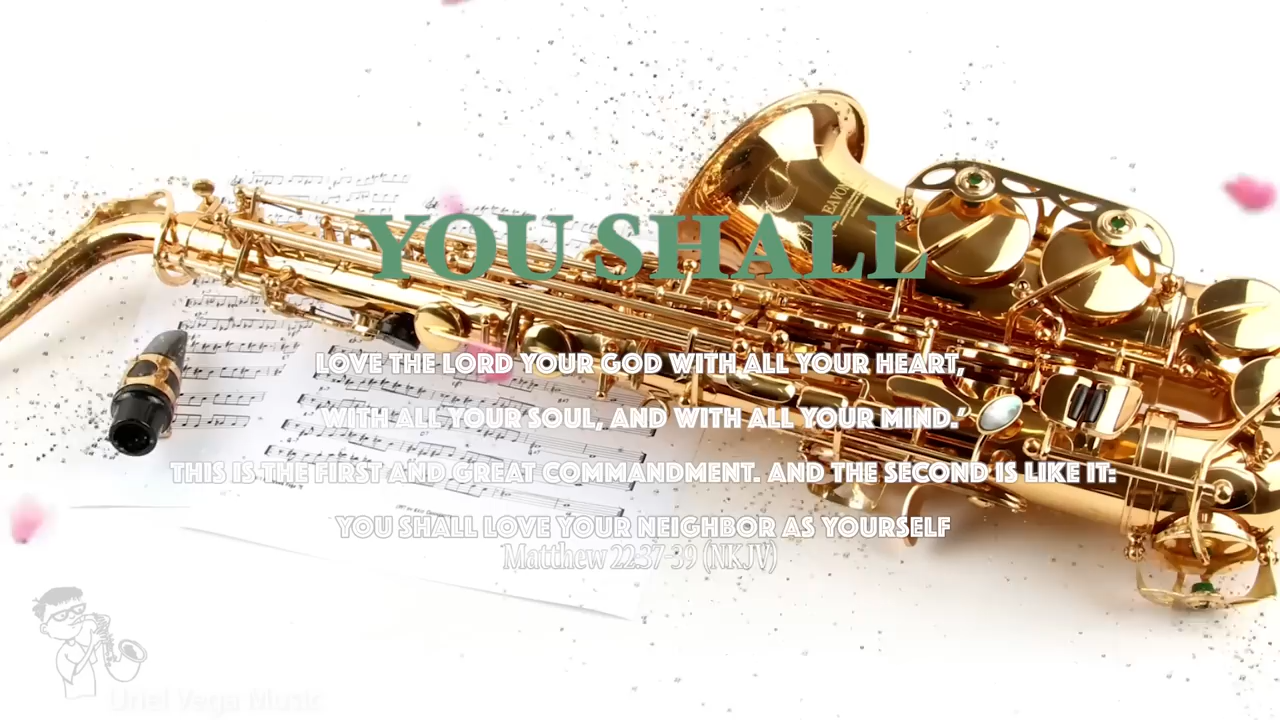 YOU SHALL
LOVE THE LORD YOUR GOD WITH ALL YOUR HEART,
WITH ALL YOUR SOUL, AND WITH ALL YOUR MIND.’
THIS IS THE FIRST AND GREAT COMMANDMENT. AND THE SECOND IS LIKE IT:
YOU SHALL LOVE YOUR NEIGHBOR AS YOURSELF
Matthew 22:37-39 (NKJV)
Uriel Vega Music